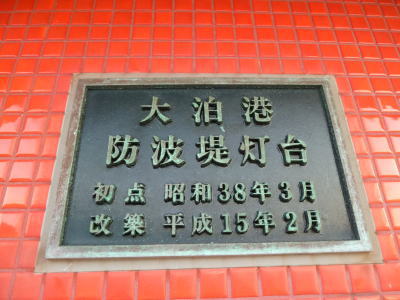 大泊港
防波堤灯台
初点 昭和38年3月
改築 平成15年2月